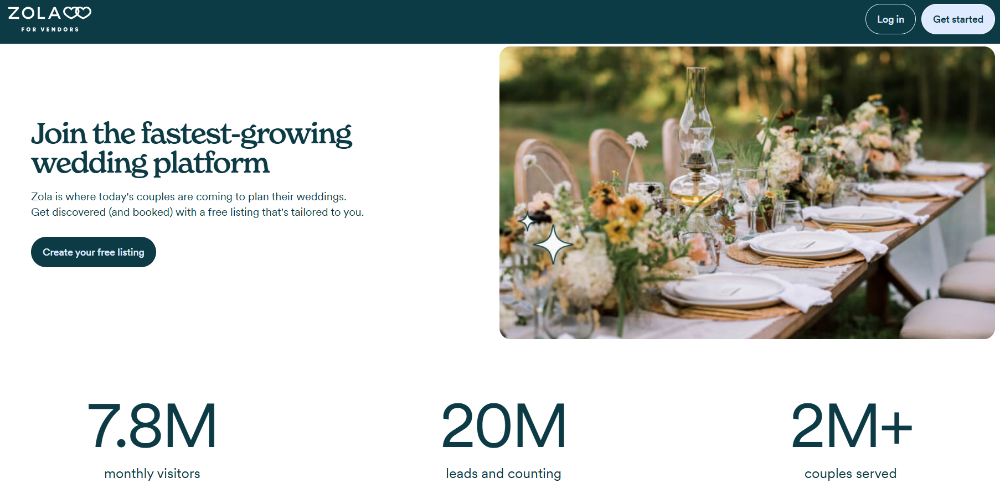 ZOLA
FOR VENDORS
Log in
Get started
Join the fastest-growing
wedding platform
Zola is where today's couples are coming to plan their weddings.
Get discovered (and booked) with a free listing that's tailored to you.
Create your free listing
7.8M
20M
2M+
monthly visitors
leads and counting
couples served